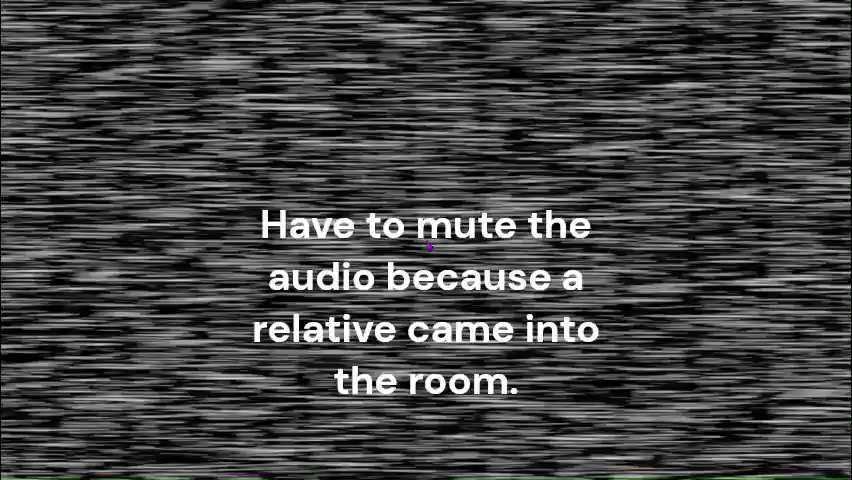 Have to mute the
audio because a
relative came into
the room.